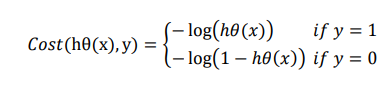 Cost(hθ(x), y) = { − log(hθ(x)) if y = 1
− log(1 − hθ(x)) if y = 0